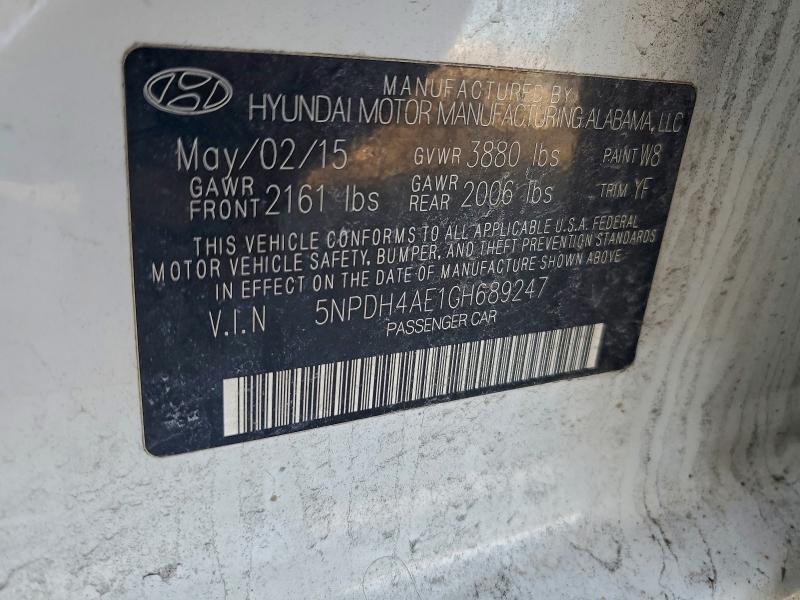 MANUFACTURED BY
HYUNDAI MOTOR MANUFACTURING ALABAMA, LLC
May/02/15 GVWR 3880 lbs PAINT W8
GAWR FRONT 2161 lbs GAWR REAR 2006 lbs TRIM YF
THIS VEHICLE CONFORMS TO ALL APPLICABLE U.S.A. FEDERAL
MOTOR VEHICLE SAFETY, BUMPER, AND THEFT PREVENTION STANDARDS
IN EFFECT ON THE DATE OF MANUFACTURE SHOWN ABOVE
V.I.N 5NPDH4AE1GH689247
PASSENGER CAR